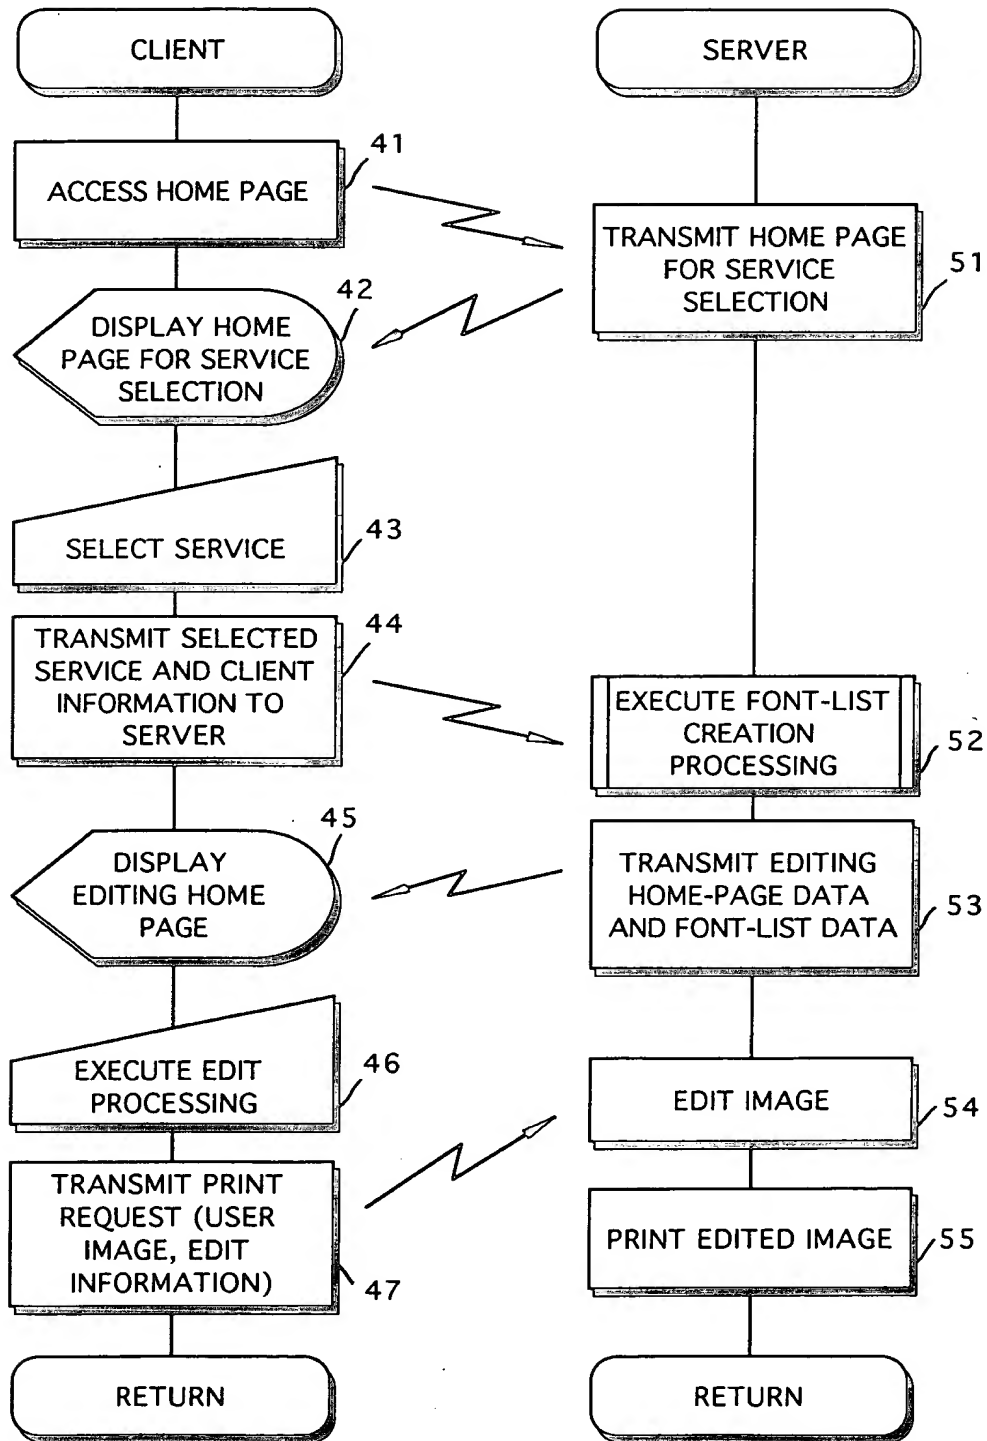 CLIENT
SERVER
41
ACCESS HOME PAGE
TRANSMIT HOME PAGE
FOR SERVICE
SELECTION
51
42
DISPLAY HOME
PAGE FOR SERVICE
SELECTION
43
SELECT SERVICE
44
TRANSMIT SELECTED
SERVICE AND CLIENT
INFORMATION TO
SERVER
EXECUTE FONT-LIST
CREATION
PROCESSING
52
45
DISPLAY
EDITING HOME
PAGE
TRANSMIT EDITING
HOME-PAGE DATA
AND FONT-LIST DATA
53
46
EXECUTE EDIT
PROCESSING
EDIT IMAGE
54
TRANSMIT PRINT
REQUEST (USER
IMAGE, EDIT
INFORMATION)
47
PRINT EDITED IMAGE
55
RETURN
RETURN